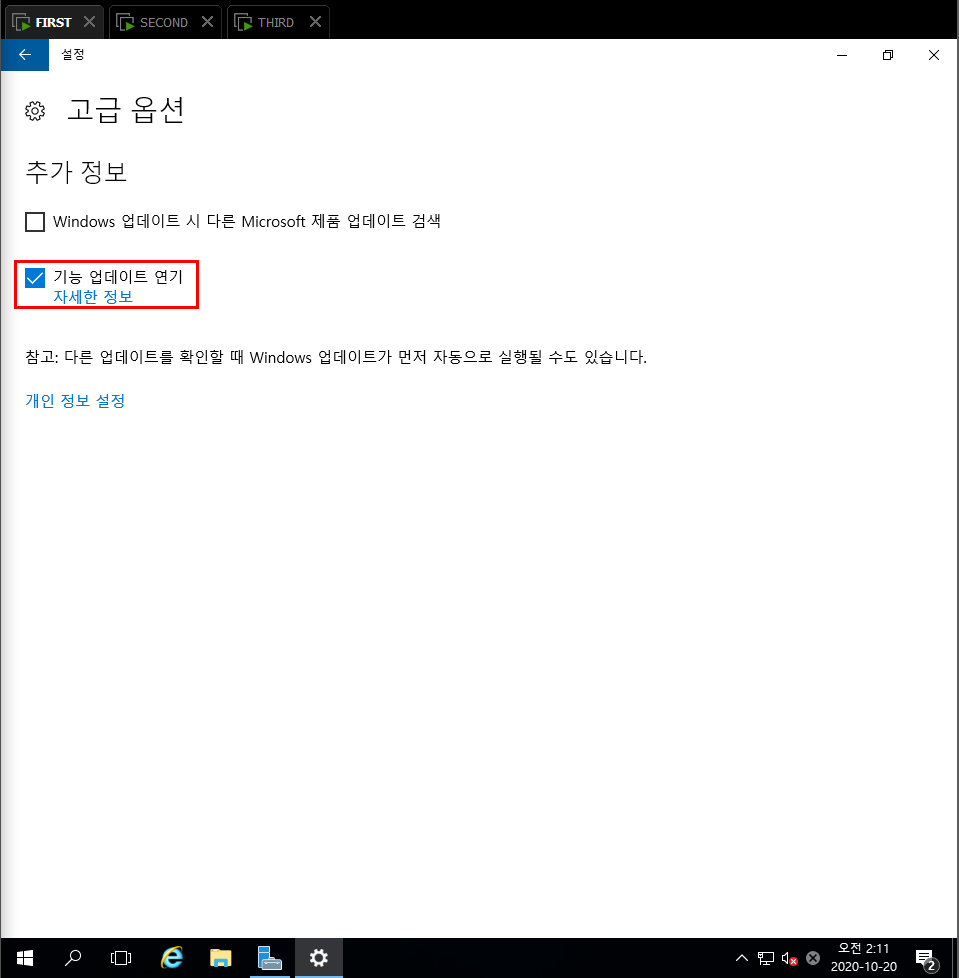 FIRST
SECOND
THIRD
설정
고급 옵션
추가 정보
Windows 업데이트 시 다른 Microsoft 제품 업데이트 검색
기능 업데이트 연기
자세한 정보
참고: 다른 업데이트를 확인할 때 Windows 업데이트가 먼저 자동으로 실행될 수도 있습니다.
개인 정보 설정
오전 2:11
2020-10-20
2